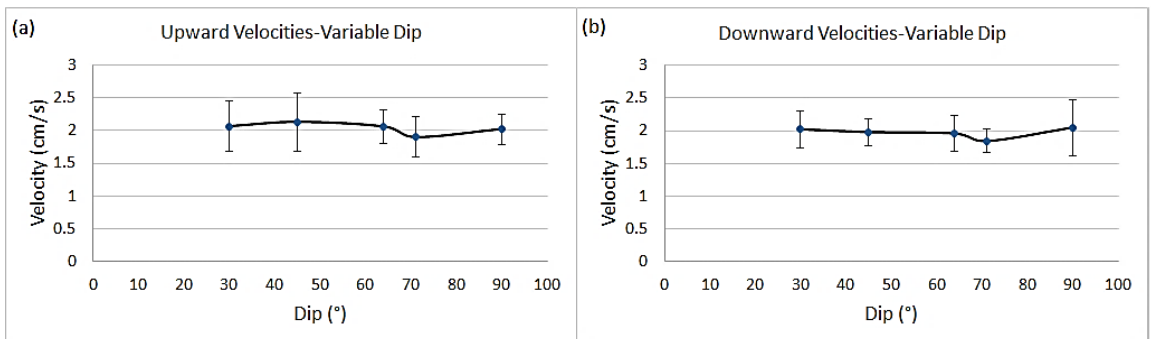 (a)
Upward Velocities-Variable Dip
3
2.5
2
1.5
1
0.5
0
Velocity (cm/s)
0 10 20 30 40 50 60 70 80 90 100
Dip (°)
(b)
Downward Velocities-Variable Dip
3
2.5
2
1.5
1
0.5
0
Velocity (cm/s)
0 10 20 30 40 50 60 70 80 90 100
Dip (°)